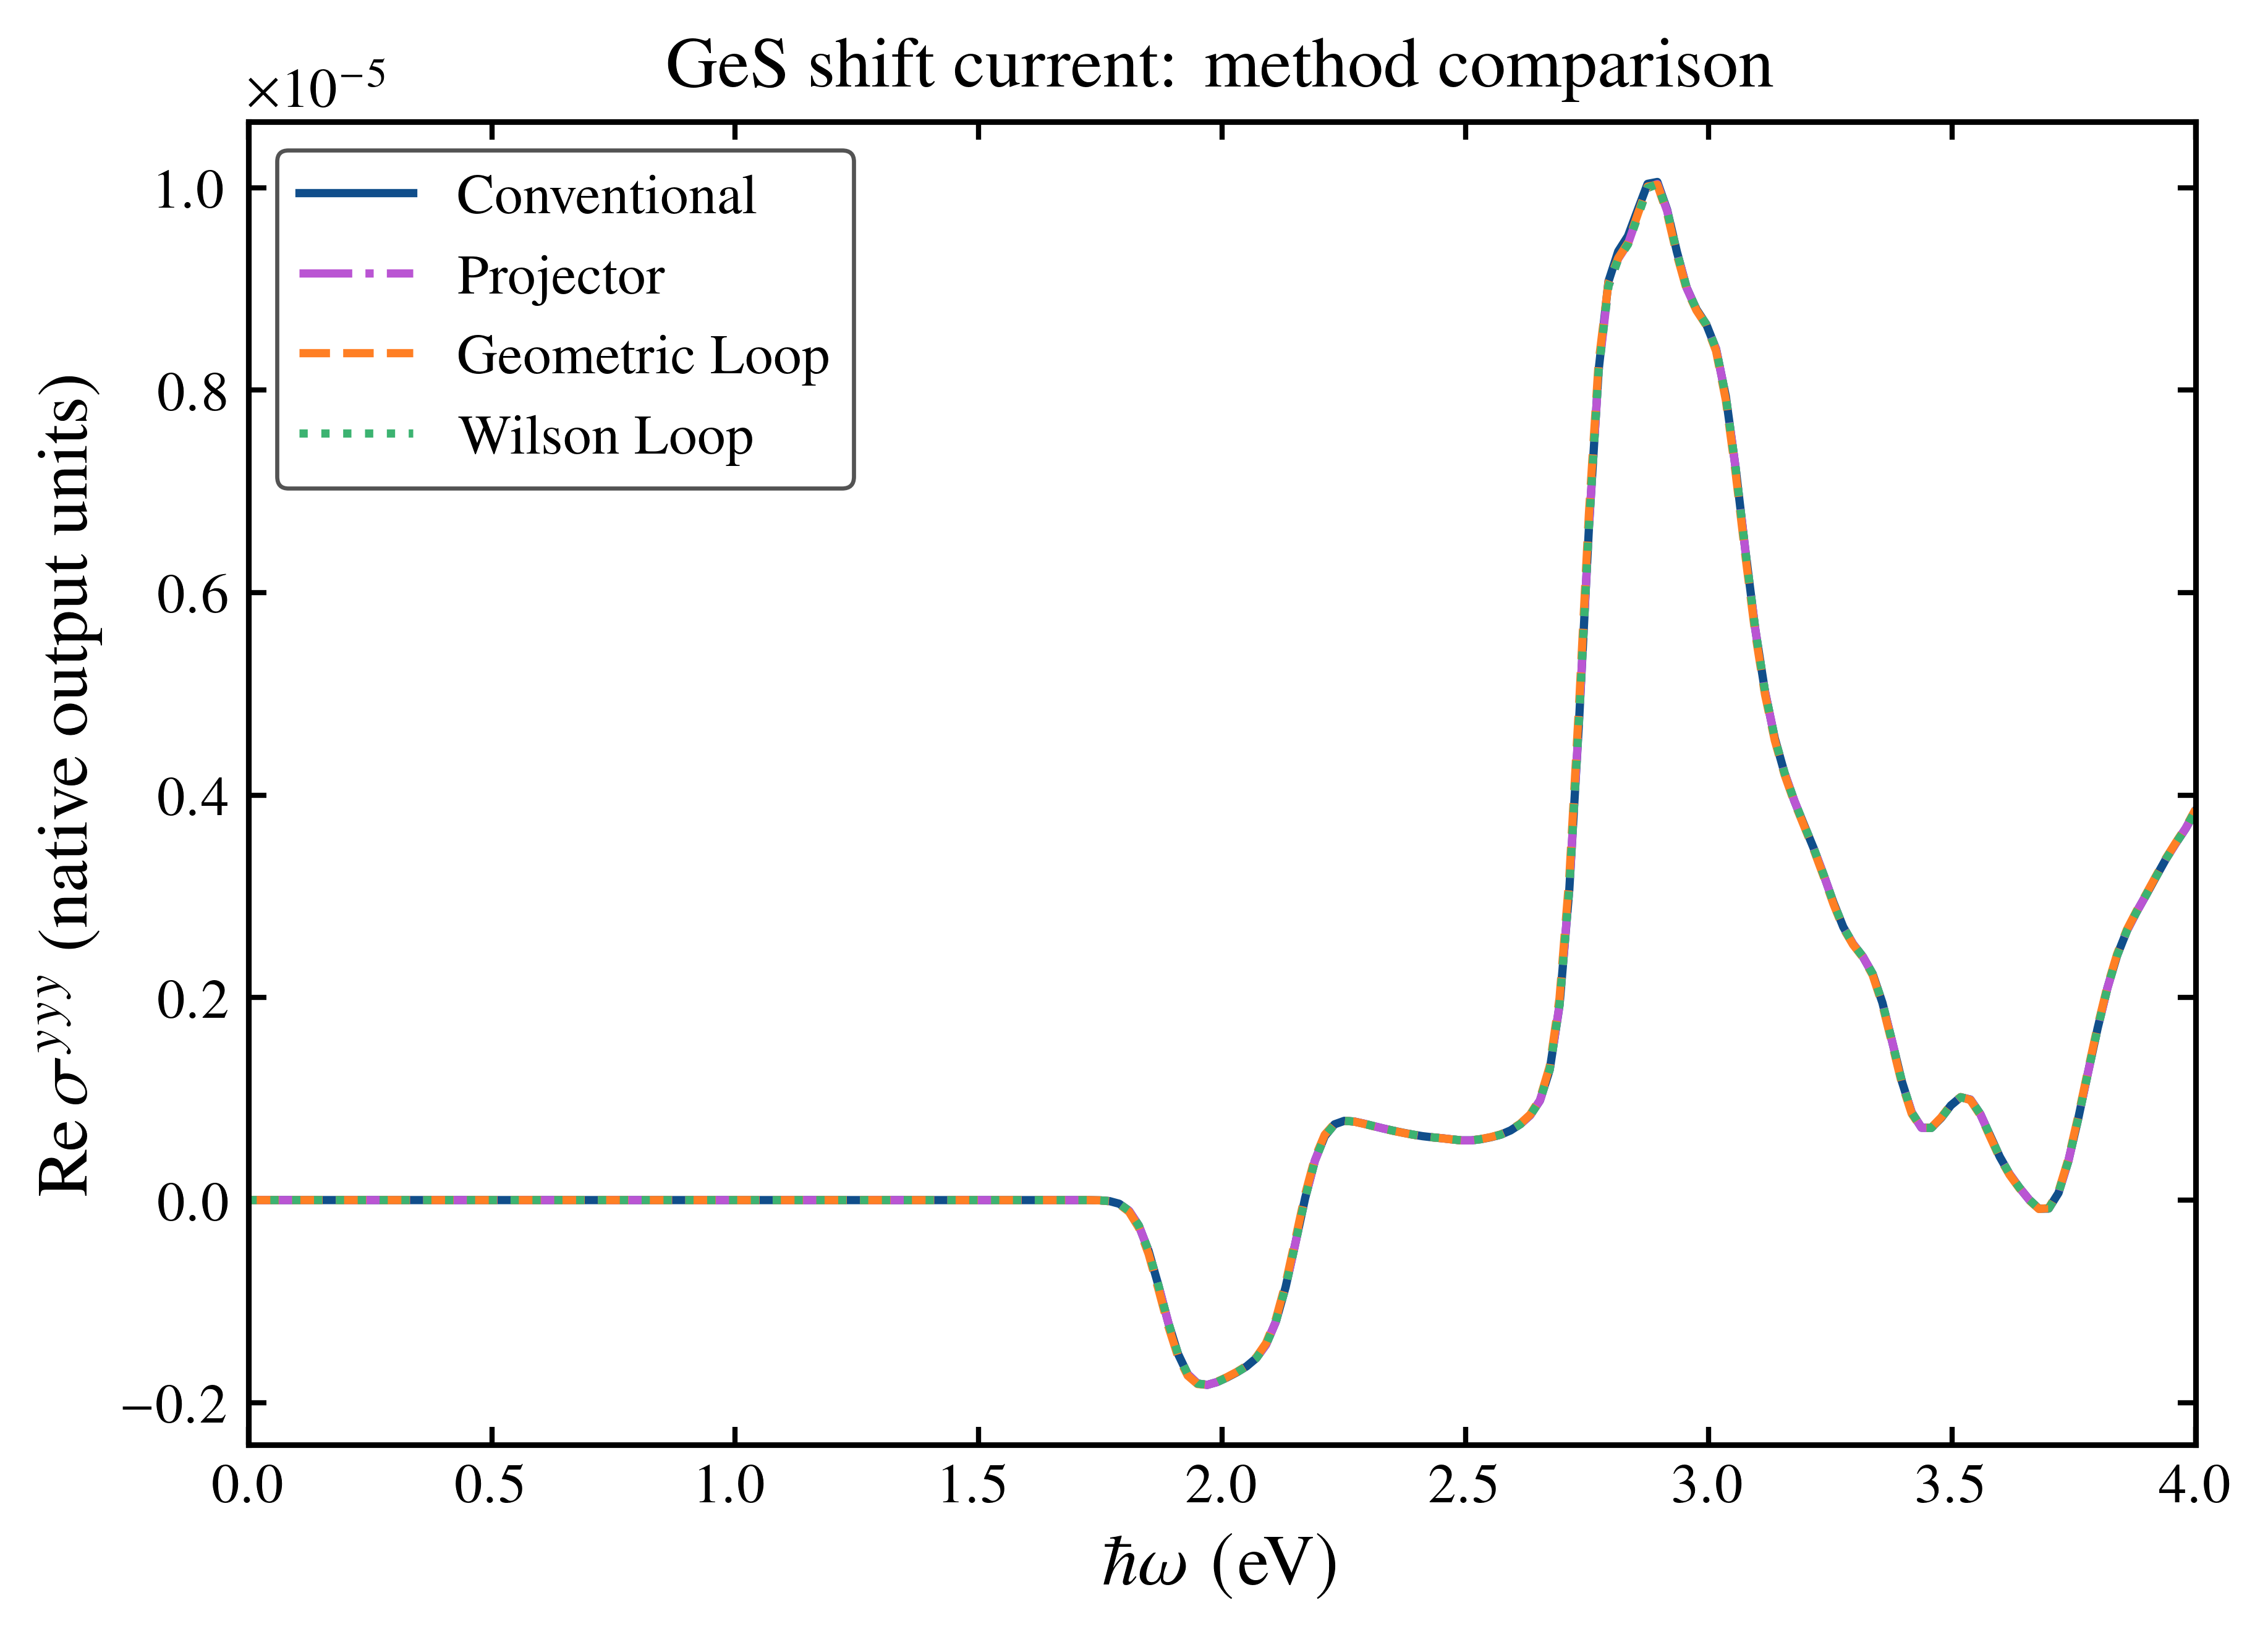 GeS shift current: method comparison
×10⁻⁵
Conventional
Projector
Geometric Loop
Wilson Loop
1.0
0.8
0.6
0.4
0.2
0.0
−0.2
Re σʸʸʸ (native output units)
0.0 0.5 1.0 1.5 2.0 2.5 3.0 3.5 4.0
ħω (eV)